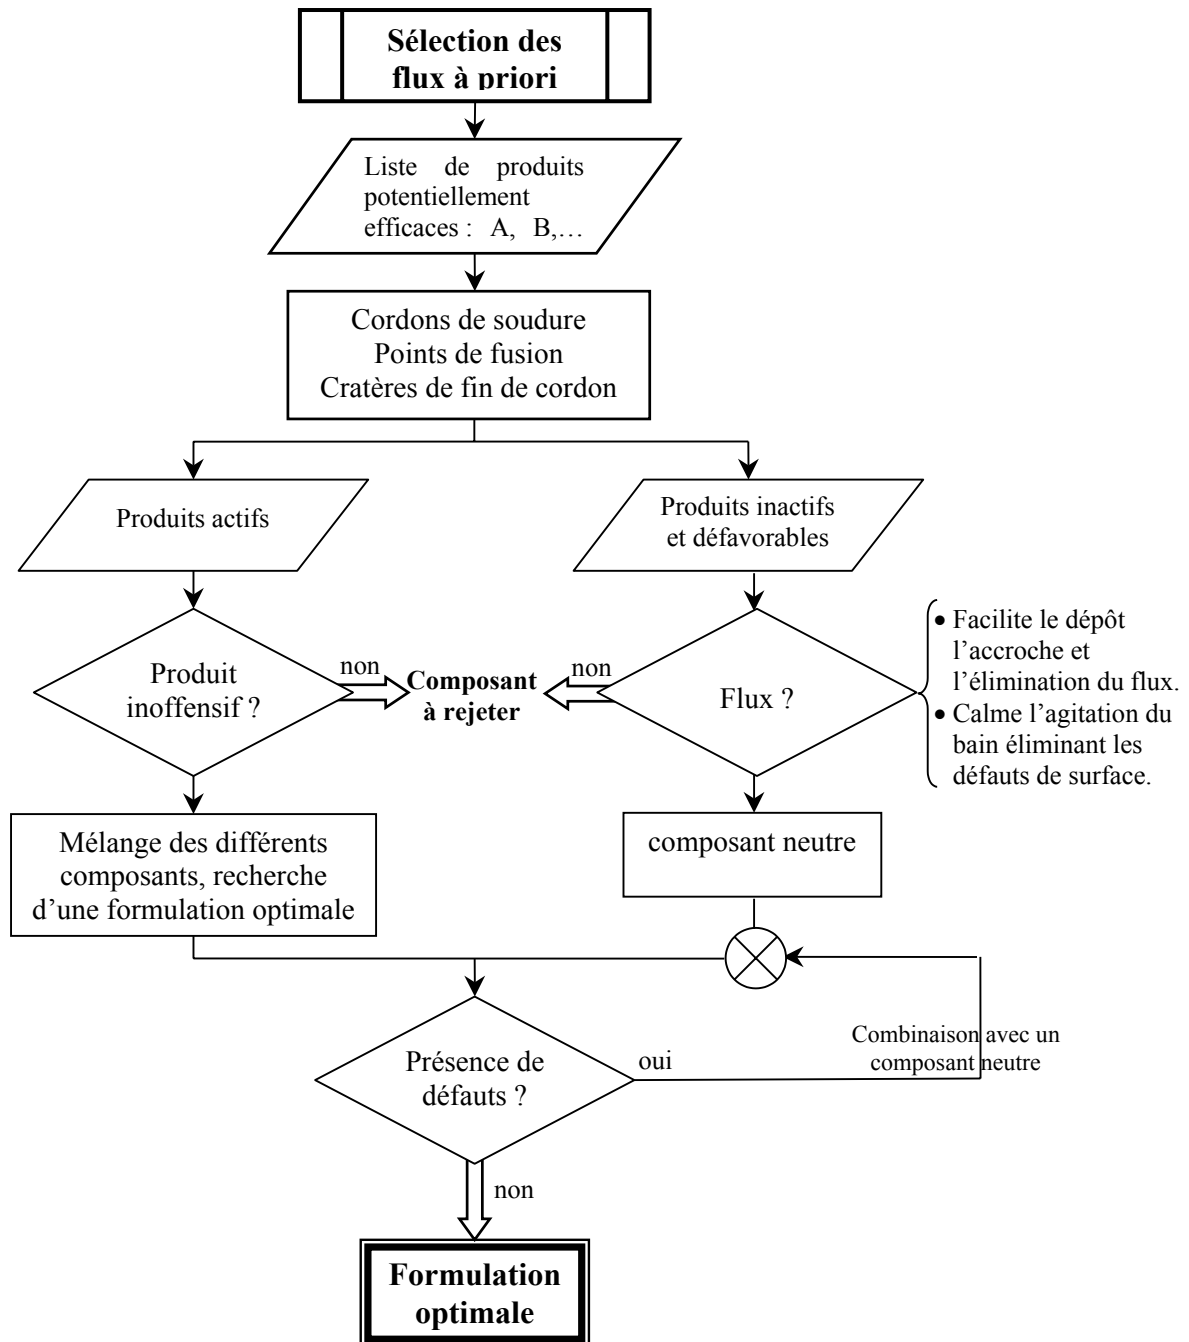 Sélection des
flux à priori
Liste de produits
potentiellement
efficaces : A, B,…
Cordons de soudure
Points de fusion
Cratères de fin de cordon
Produits actifs
Produits inactifs
et défavorables
Produit
inoffensif ?
non
Composant
à rejeter
non
Flux ?
• Facilite le dépôt
l’accroche et
l’élimination du flux.
• Calme l’agitation du
bain éliminant les
défauts de surface.
Mélange des différents
composants, recherche
d’une formulation optimale
composant neutre
Présence de
défauts ?
oui
Combinaison avec un
composant neutre
non
Formulation
optimale